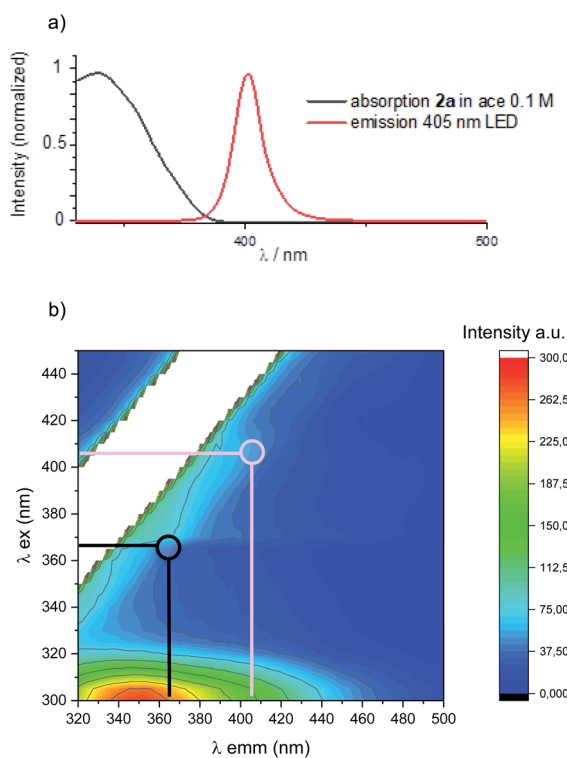 a)
Intensity (normalized)
1
0.5
0
400
500
λ / nm
absorption 2a in ace 0.1 M
emission 405 nm LED
b)
Intensity a.u.
λ ex (nm)
440
420
400
380
360
340
320
300
320 340 360 380 400 420 440 460 480 500
λ emm (nm)
300,0
262,5
225,0
187,5
150,0
112,5
75,00
37,50
0,000